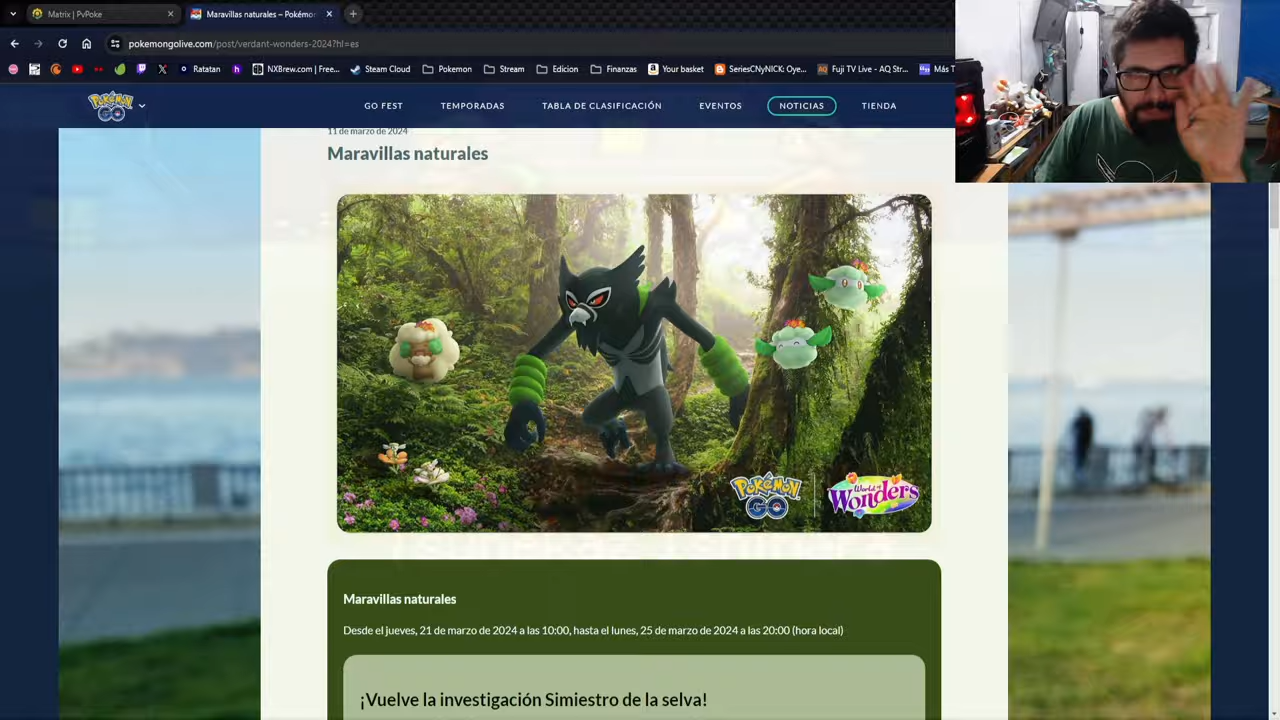 Matrix | PvPoke
Maravillas naturales – Pokémon
pokemongolive.com/post/verdant-wonders-2024?hl=es
Ratatan
NXBrew.com | Free...
Steam Cloud
Pokemon
Stream
Edicion
Finanzas
Your basket
SeriesCNyNICK: Oye...
Fuji TV Live - AQ Str...
Más T
POKÉMON GO
GO FEST
TEMPORADAS
TABLA DE CLASIFICACIÓN
EVENTOS
NOTICIAS
TIENDA
11 de marzo de 2024
Maravillas naturales
POKÉMON GO
World of Wonders
Maravillas naturales
Desde el jueves, 21 de marzo de 2024 a las 10:00, hasta el lunes, 25 de marzo de 2024 a las 20:00 (hora local)
¡Vuelve la investigación Simiestro de la selva!